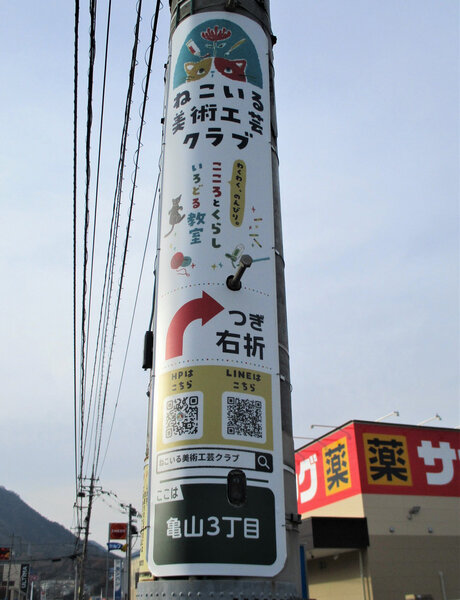 ねこいる
美術工芸
クラブ
わくわく、のんびり。
こころとくらし
いろどる教室
つぎ
右折
HPは
こちら
LINEは
こちら
ねこいる美術工芸クラブ
ここは
亀山3丁目
グ薬
薬サ